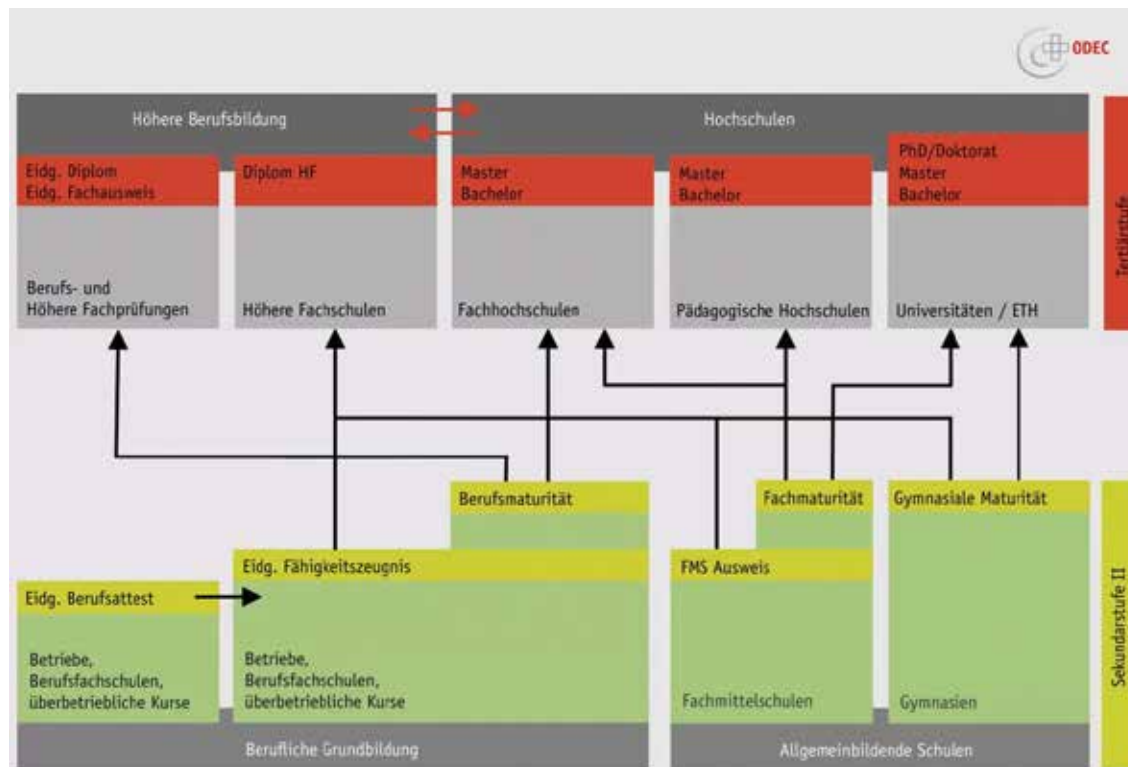 ODEC
Höhere Berufsbildung
Hochschulen
Eidg. Diplom
Eidg. Fachausweis
Diplom HF
Master
Bachelor
Master
Bachelor
PhD/Doktorat
Master
Bachelor
Tertiärstufe
Berufs- und
Höhere Fachprüfungen
Höhere Fachschulen
Fachhochschulen
Pädagogische Hochschulen
Universitäten / ETH
Berufsmaturität
Fachmaturität
Gymnasiale Maturität
Eidg. Fähigkeitszeugnis
FMS Ausweis
Eidg. Berufsattest
Betriebe,
Berufsfachschulen,
überbetriebliche Kurse
Betriebe,
Berufsfachschulen,
überbetriebliche Kurse
Fachmittelschulen
Gymnasien
Sekundarstufe II
Berufliche Grundbildung
Allgemeinbildende Schulen